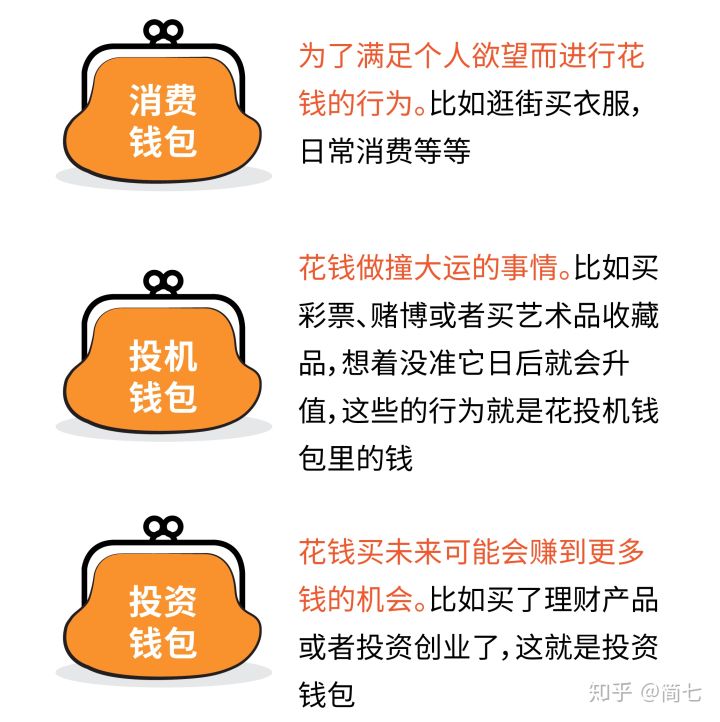 消费
钱包
为了满足个人欲望而进行花
钱的行为。比如逛街买衣服，
日常消费等等
投机
钱包
花钱做撞大运的事情。比如买
彩票、赌博或者买艺术品收藏
品，想着没准它日后就会升
值，这些的行为就是花投机钱
包里的钱
投资
钱包
花钱买未来可能会赚到更多
钱的机会。比如买了理财产品
或者投资创业了，这就是投资
钱包
知乎 @简七